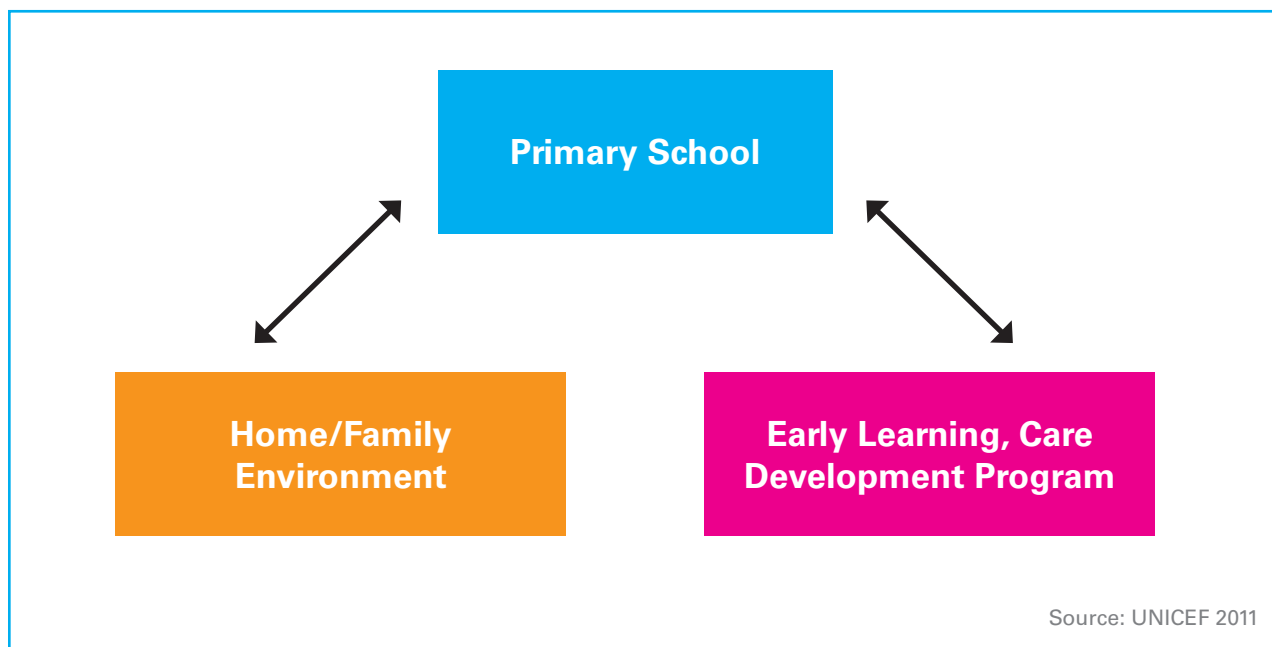 Primary School
Home/Family
Environment
Early Learning, Care
Development Program
Source: UNICEF 2011